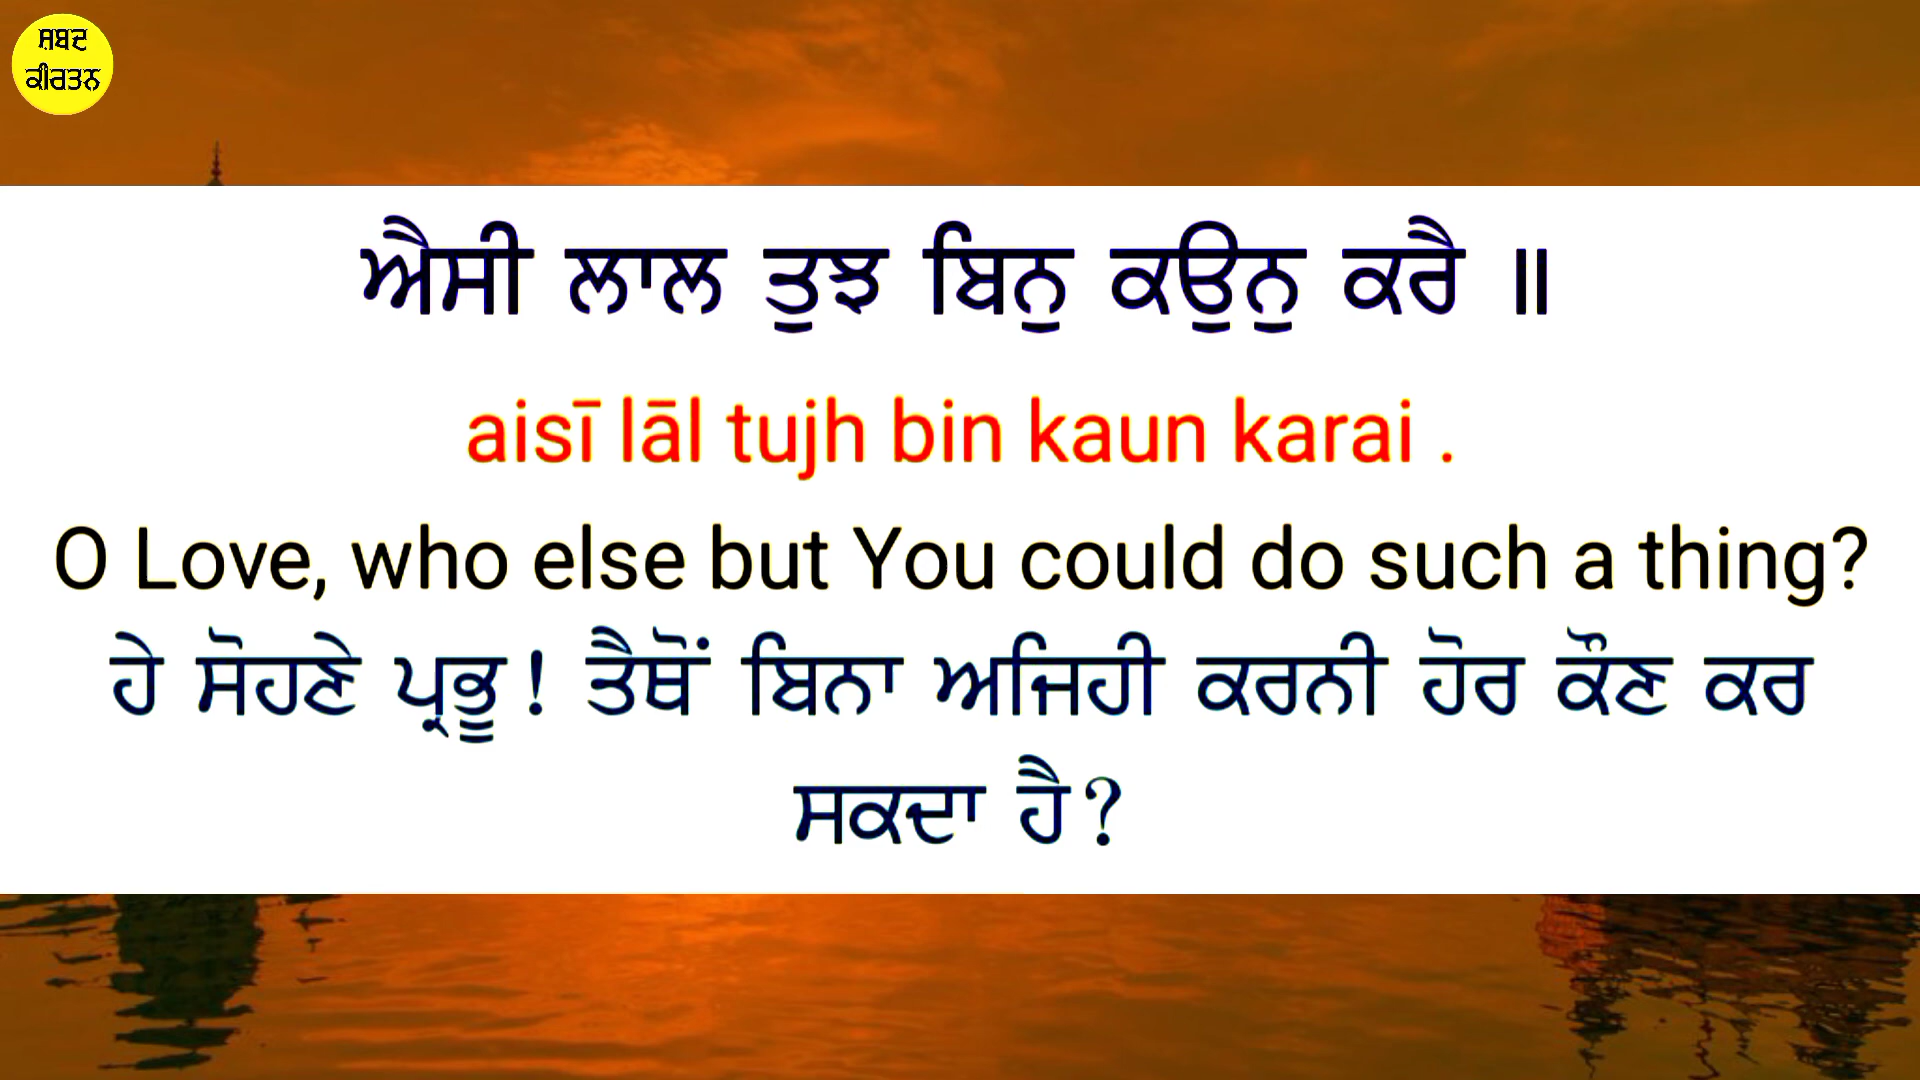 ਸ਼ਬਦ
ਕੀਰਤਨ
ਐਸੀ ਲਾਲ ਤੁਝ ਬਿਨੁ ਕਉਨੁ ਕਰੈ ॥
aisī lāl tujh bin kaun karai .
O Love, who else but You could do such a thing?
ਹੇ ਸੋਹਣੇ ਪ੍ਰਭੂ! ਤੈਥੋਂ ਬਿਨਾ ਅਜਿਹੀ ਕਰਨੀ ਹੋਰ ਕੌਣ ਕਰ
ਸਕਦਾ ਹੈ?